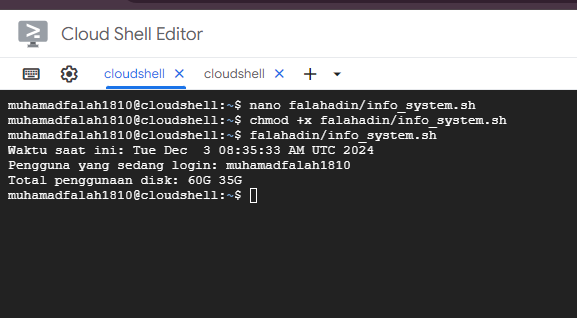 Cloud Shell Editor
cloudshell × cloudshell × +
muhamadfalah1810@cloudshell:~$ nano falahadin/info_system.sh
muhamadfalah1810@cloudshell:~$ chmod +x falahadin/info_system.sh
muhamadfalah1810@cloudshell:~$ falahadin/info_system.sh
Waktu saat ini: Tue Dec  3 08:35:33 AM UTC 2024
Pengguna yang sedang login: muhamadfalah1810
Total penggunaan disk: 60G 35G
muhamadfalah1810@cloudshell:~$